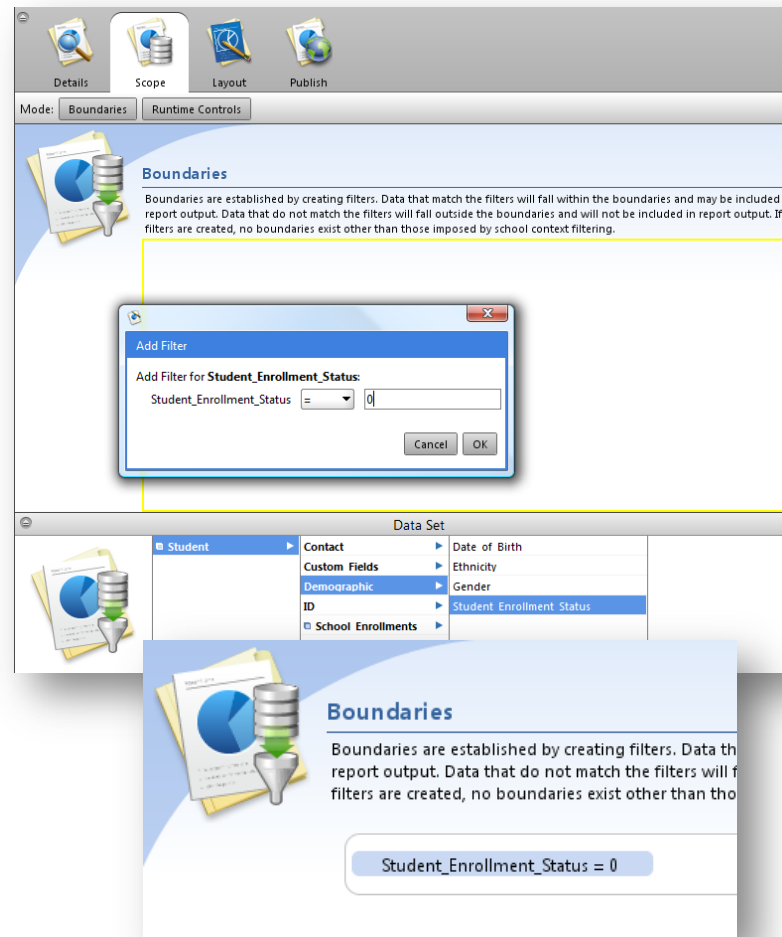 Details Scope Layout Publish
Mode: Boundaries Runtime Controls
Boundaries
Boundaries are established by creating filters. Data that match the filters will fall within the boundaries and may be included
report output. Data that do not match the filters will fall outside the boundaries and will not be included in report output. If
filters are created, no boundaries exist other than those imposed by school context filtering.
Add Filter
Add Filter for Student_Enrollment_Status:
Student_Enrollment_Status = 0
Cancel OK
Data Set
Student Contact Date of Birth
Custom Fields Ethnicity
Demographic Gender
ID Student Enrollment Status
School Enrollments
Boundaries
Boundaries are established by creating filters. Data th
report output. Data that do not match the filters will f
filters are created, no boundaries exist other than tho
Student_Enrollment_Status = 0